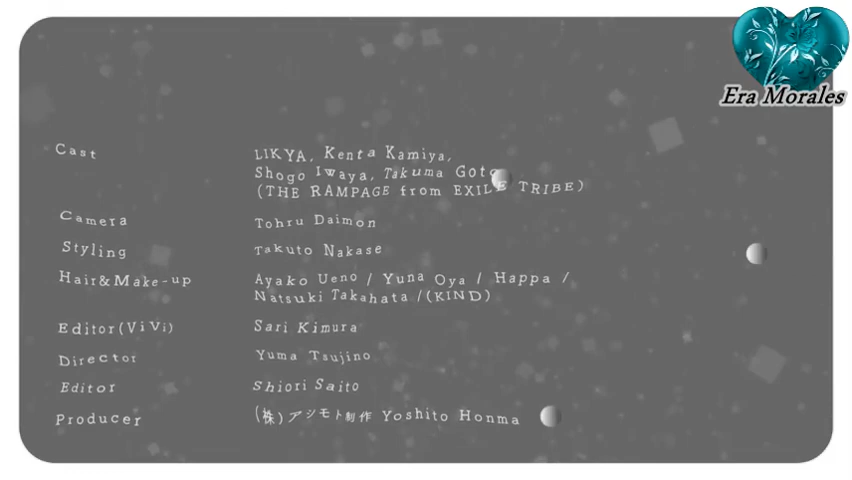 Era Morales
Cast
LIKYA, Kenta Kamiya,
Shogo Iwaya, Takuma Goto
(THE RAMPAGE from EXILE TRIBE)
Camera
Tohru Daimon
Styling
Takuto Nakase
Hair&Make-up
Ayako Ueno / Yuna Oya / Happa /
Natsuki Takahata /(KIND)
Editor(ViVi)
Sari Kimura
Director
Yuma Tsujino
Editor
Shiori Saito
Producer
(株)アシモト制作 Yoshito Honma